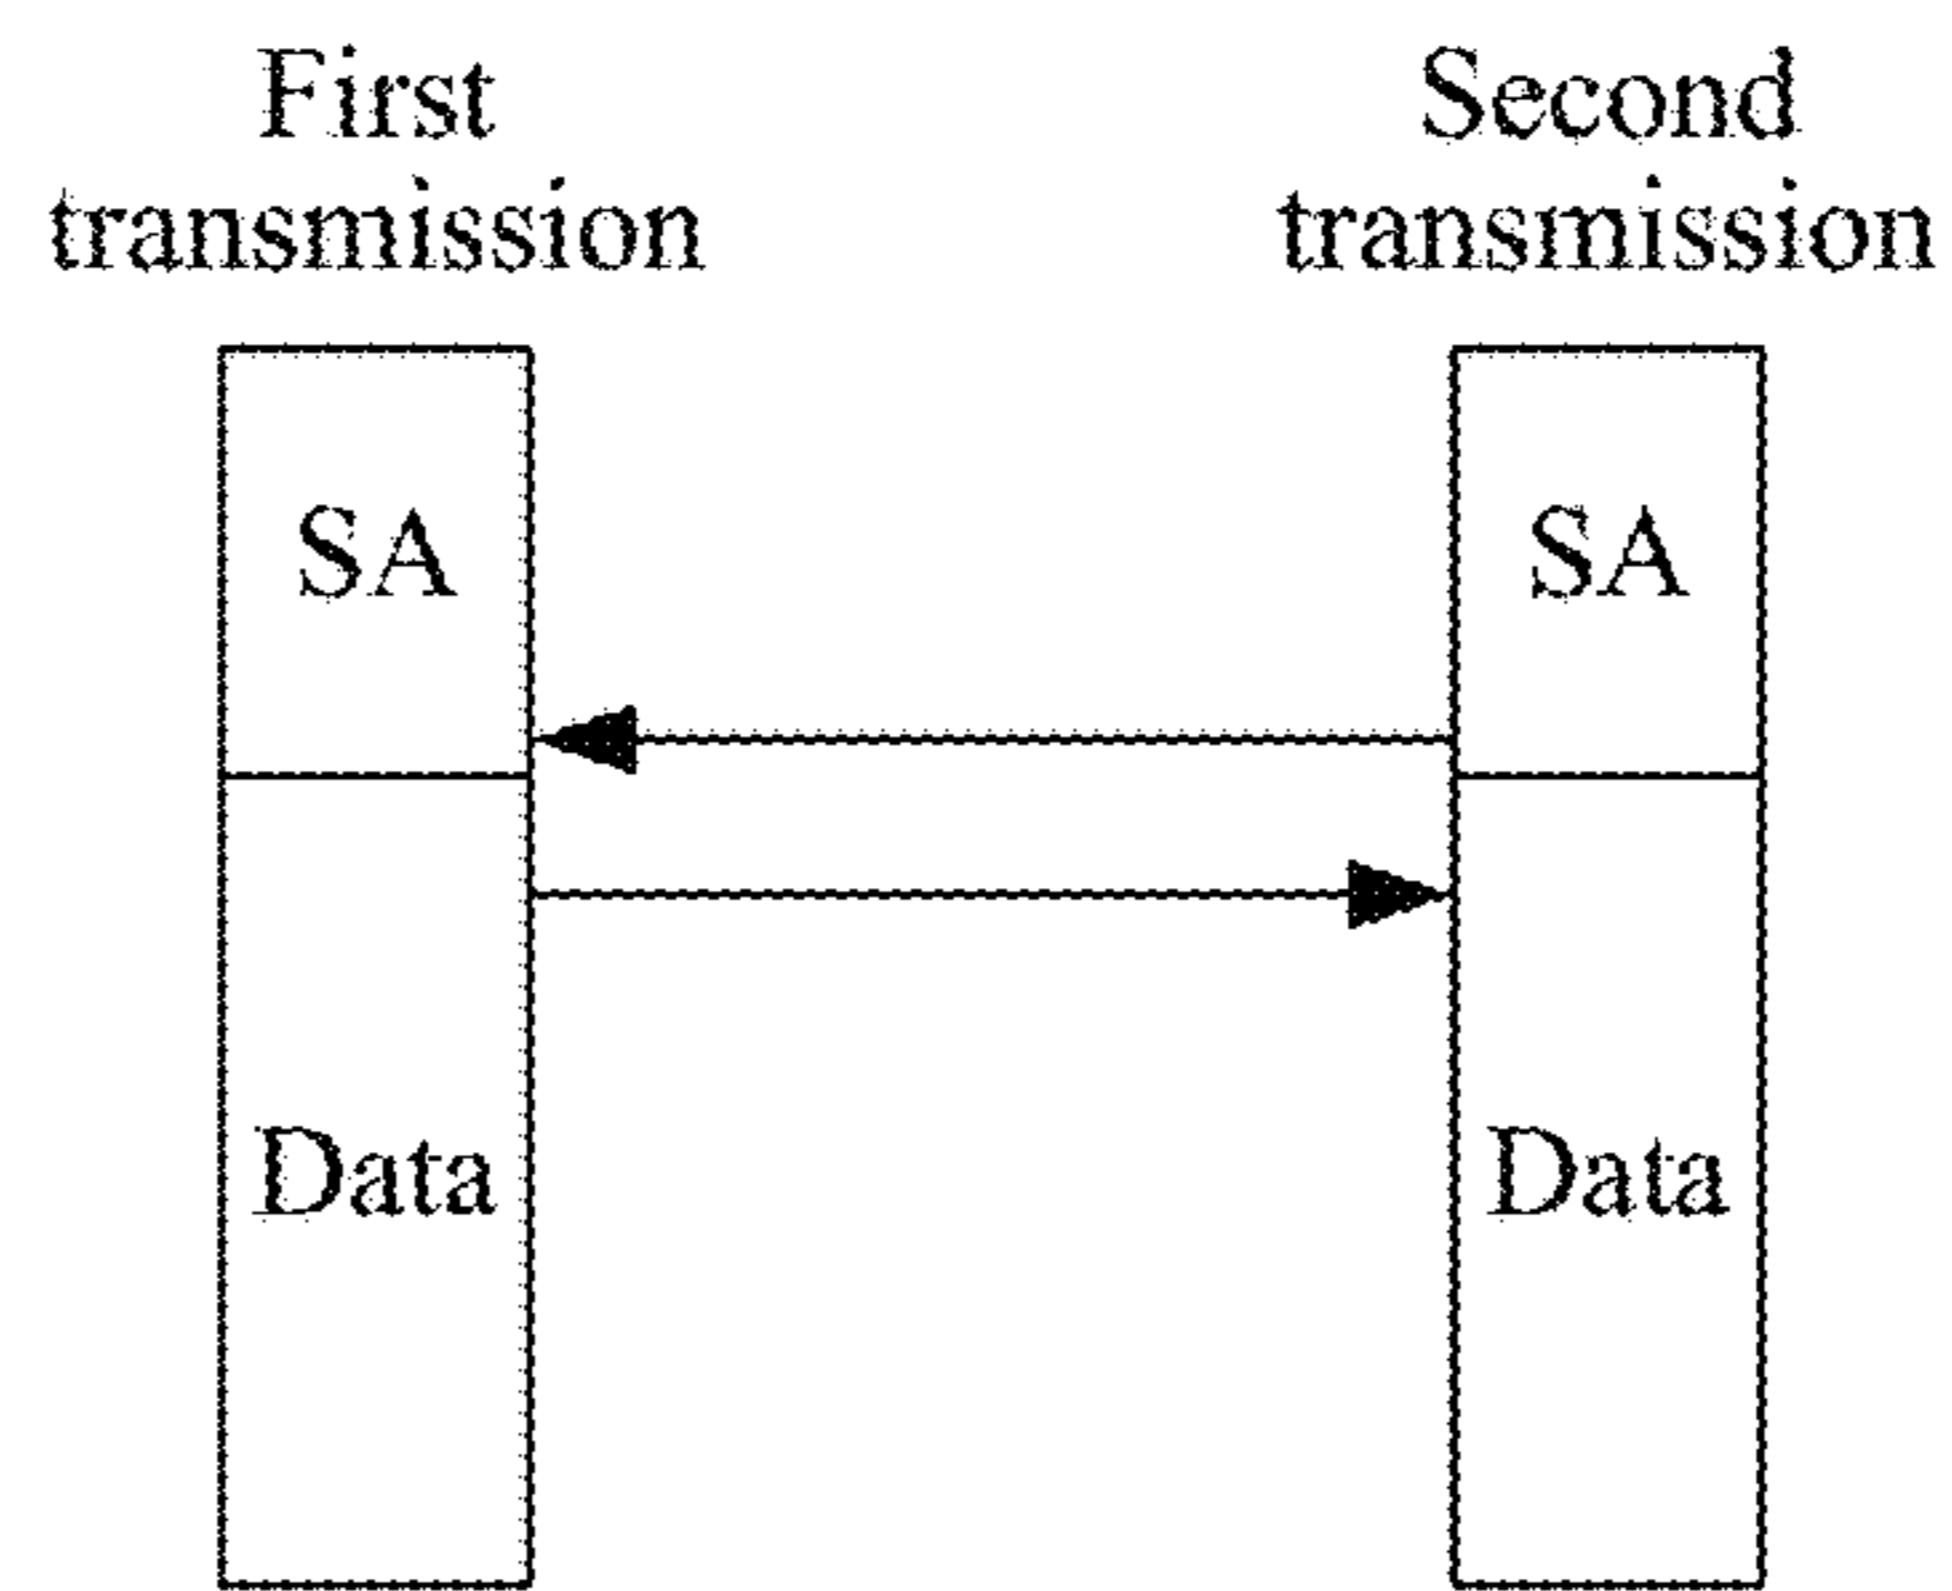 First
transmission
Second
transmission
SA
SA
Data
Data